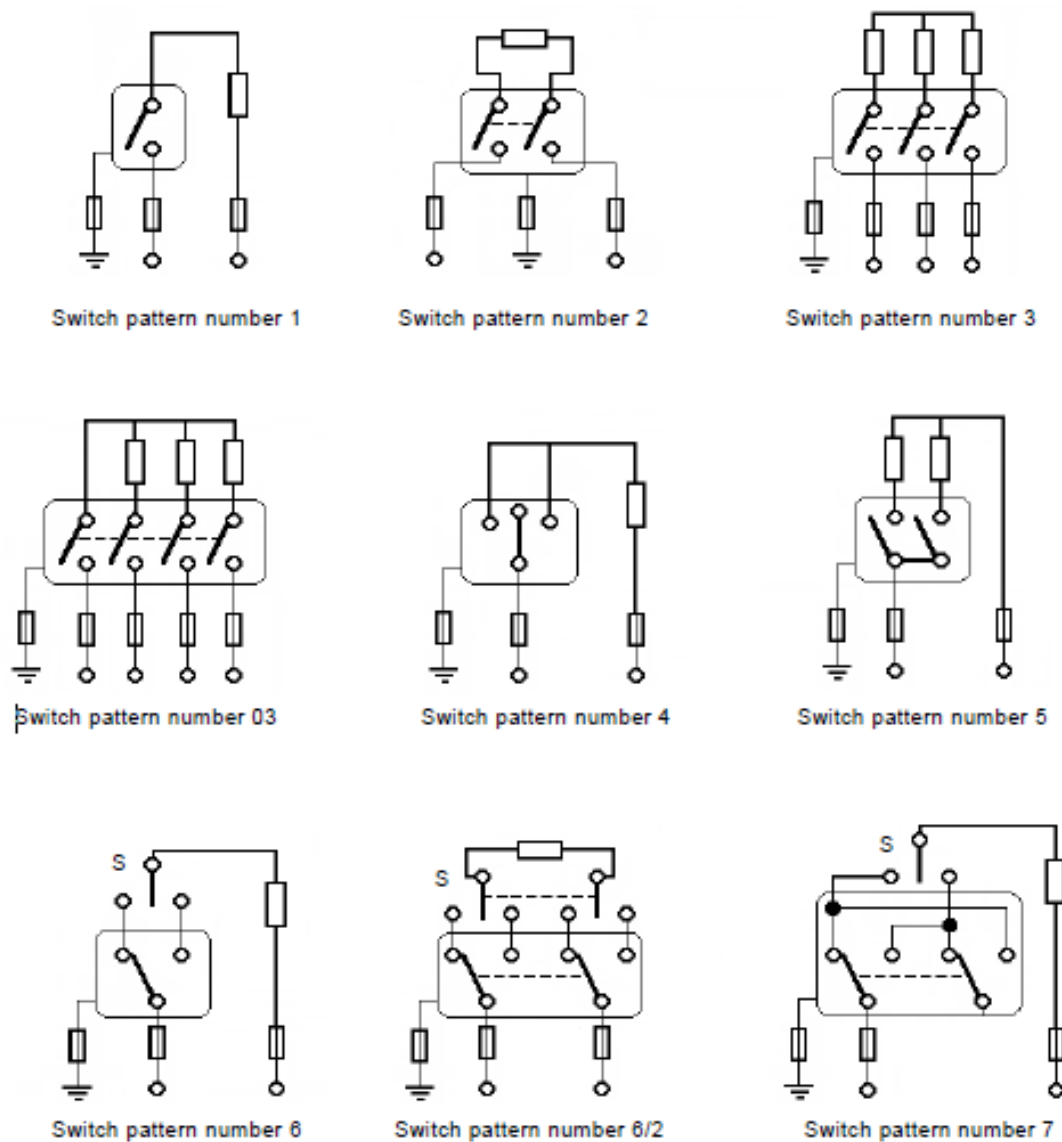 Switch pattern number 1
Switch pattern number 2
Switch pattern number 3
Switch pattern number 03
Switch pattern number 4
Switch pattern number 5
S
S
S
Switch pattern number 6
Switch pattern number 6/2
Switch pattern number 7